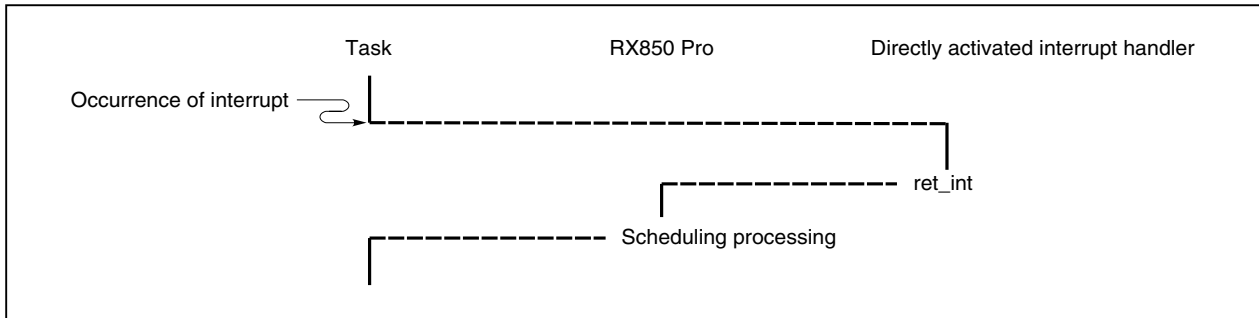 Task RX850 Pro Directly activated interrupt handler
Occurrence of interrupt
ret_int
Scheduling processing